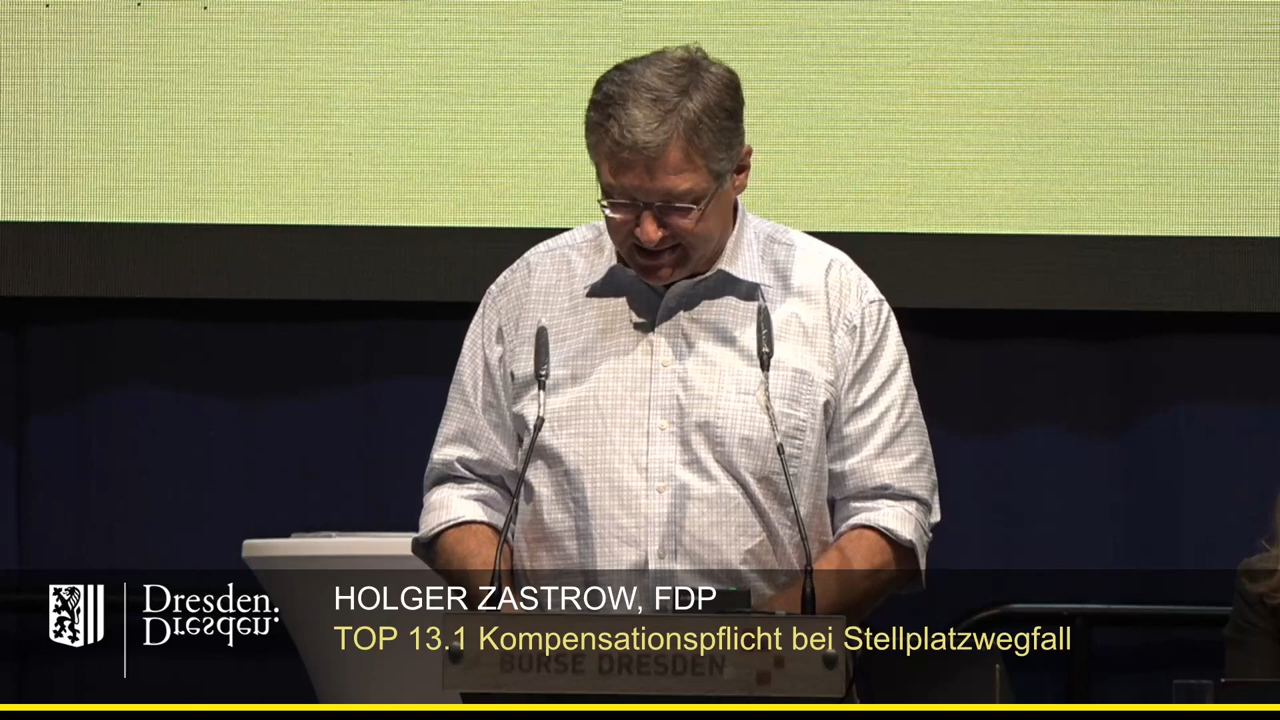 Dresden.
Dresden.
HOLGER ZASTROW, FDP
TOP 13.1 Kompensationspflicht bei Stellplatzwegfall
BÖRSE DRESDEN